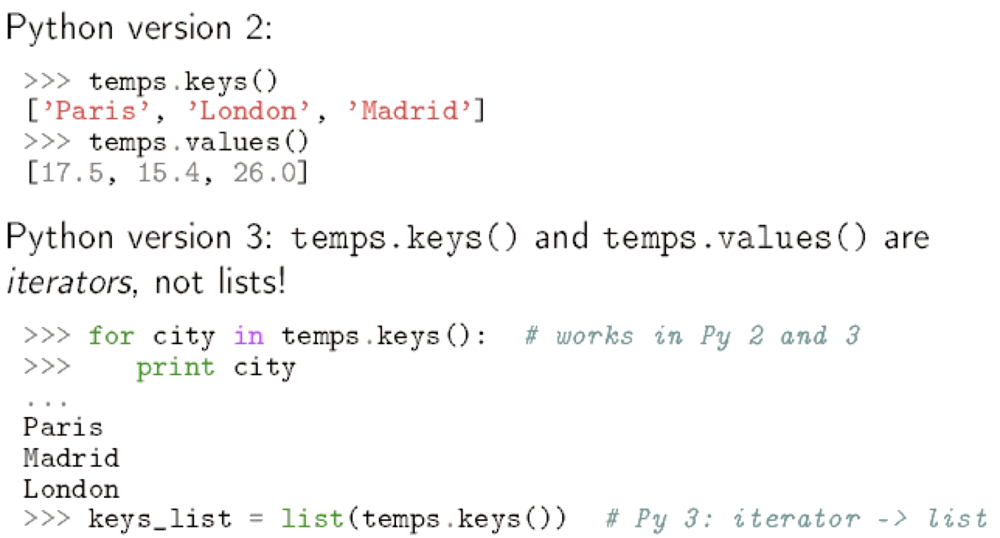 Python version 2:
>>> temps.keys()
['Paris', 'London', 'Madrid']
>>> temps.values()
[17.5, 15.4, 26.0]
Python version 3: temps.keys() and temps.values() are
iterators, not lists!
>>> for city in temps.keys():  # works in Py 2 and 3
>>>    print city
...
Paris
Madrid
London
>>> keys_list = list(temps.keys())  # Py 3: iterator -> list